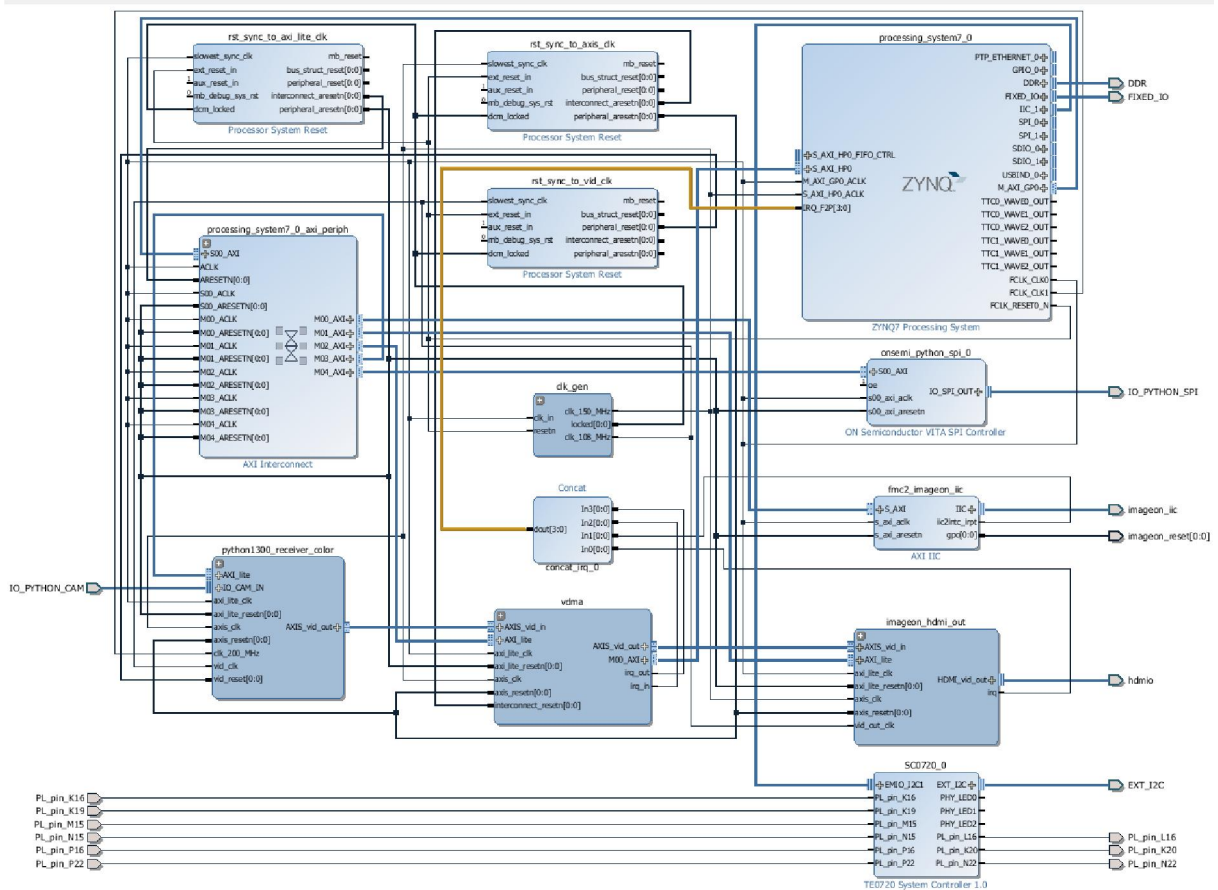 rst_sync_to_axi_lite_clk
slowest_sync_clk
ext_reset_in
aux_reset_in
mb_debug_sys_rst
dcm_locked
mb_reset
bus_struct_reset[0:0]
peripheral_reset[0:0]
interconnect_aresetn[0:0]
peripheral_aresetn[0:0]
Processor System Reset
rst_sync_to_axis_clk
slowest_sync_clk
ext_reset_in
aux_reset_in
mb_debug_sys_rst
dcm_locked
mb_reset
bus_struct_reset[0:0]
peripheral_reset[0:0]
interconnect_aresetn[0:0]
peripheral_aresetn[0:0]
Processor System Reset
processing_system7_0
S_AXI_HP0_FIFO_CTRL
S_AXI_HP0
M_AXI_GP0_ACLK
S_AXI_HP0_ACLK
IRQ_F2P[3:0]
ZYNQ
PTP_ETHERNET_0
GPIO_0
DDR
FIXED_IO
IIC_1
SPI_0
SPI_1
SDIO_0
SDIO_1
USBIND_0
M_AXI_GP0
TTC0_WAVE0_OUT
TTC0_WAVE1_OUT
TTC0_WAVE2_OUT
TTC1_WAVE0_OUT
TTC1_WAVE1_OUT
TTC1_WAVE2_OUT
FCLK_CLK0
FCLK_CLK1
FCLK_RESET0_N
ZYNQ7 Processing System
DDR
FIXED_IO
rst_sync_to_vid_clk
slowest_sync_clk
ext_reset_in
aux_reset_in
mb_debug_sys_rst
dcm_locked
mb_reset
bus_struct_reset[0:0]
peripheral_reset[0:0]
interconnect_aresetn[0:0]
peripheral_aresetn[0:0]
Processor System Reset
processing_system7_0_axi_periph
S00_AXI
ACLK
ARESETN[0:0]
S00_ACLK
S00_ARESETN[0:0]
M00_ACLK
M00_ARESETN[0:0]
M01_ACLK
M01_ARESETN[0:0]
M02_ACLK
M02_ARESETN[0:0]
M03_ACLK
M03_ARESETN[0:0]
M04_ACLK
M04_ARESETN[0:0]
M00_AXI
M01_AXI
M02_AXI
M03_AXI
M04_AXI
AXI Interconnect
onsemi_python_spi_0
S00_AXI
oe
s00_axi_aclk
s00_axi_aresetn
IO_SPI_OUT
ON Semiconductor VITA SPI Controller
IO_PYTHON_SPI
clk_gen
clk_in
resetn
clk_150_MHz
locked[0:0]
clk_108_MHz
Concat
dout[3:0]
In3[0:0]
In2[0:0]
In1[0:0]
In0[0:0]
concat_irq_0
fmc2_imageon_iic
S_AXI
s_axi_aclk
s_axi_aresetn
IIC
iic2intc_irpt
gpo[0:0]
AXI IIC
imageon_iic
imageon_reset[0:0]
IO_PYTHON_CAM
python1300_receiver_color
AXI_lite
IO_CAM_IN
axi_lite_clk
axi_lite_resetn[0:0]
axis_clk
axis_resetn[0:0]
clk_200_MHz
vid_clk
vid_reset[0:0]
AXIS_vid_out
vdma
AXIS_vid_in
AXI_lite
axi_lite_clk
axi_lite_resetn[0:0]
axis_clk
axis_resetn[0:0]
interconnect_resetn[0:0]
AXIS_vid_out
M00_AXI
irq_out
irq_in
imageon_hdmi_out
AXIS_vid_in
AXI_lite
axi_lite_clk
axi_lite_resetn[0:0]
axis_clk
axis_resetn[0:0]
vid_out_clk
HDMI_vid_out
irq
hdmio
SC0720_0
EMIO_I2C1
PL_pin_K16
PL_pin_K19
PL_pin_M15
PL_pin_N15
PL_pin_P16
PL_pin_P22
EXT_I2C
PHY_LED0
PHY_LED1
PHY_LED2
PL_pin_L16
PL_pin_K20
PL_pin_N22
TE0720 System Controller 1.0
PL_pin_K16
PL_pin_K19
PL_pin_M15
PL_pin_N15
PL_pin_P16
PL_pin_P22
EXT_I2C
PL_pin_L16
PL_pin_K20
PL_pin_N22